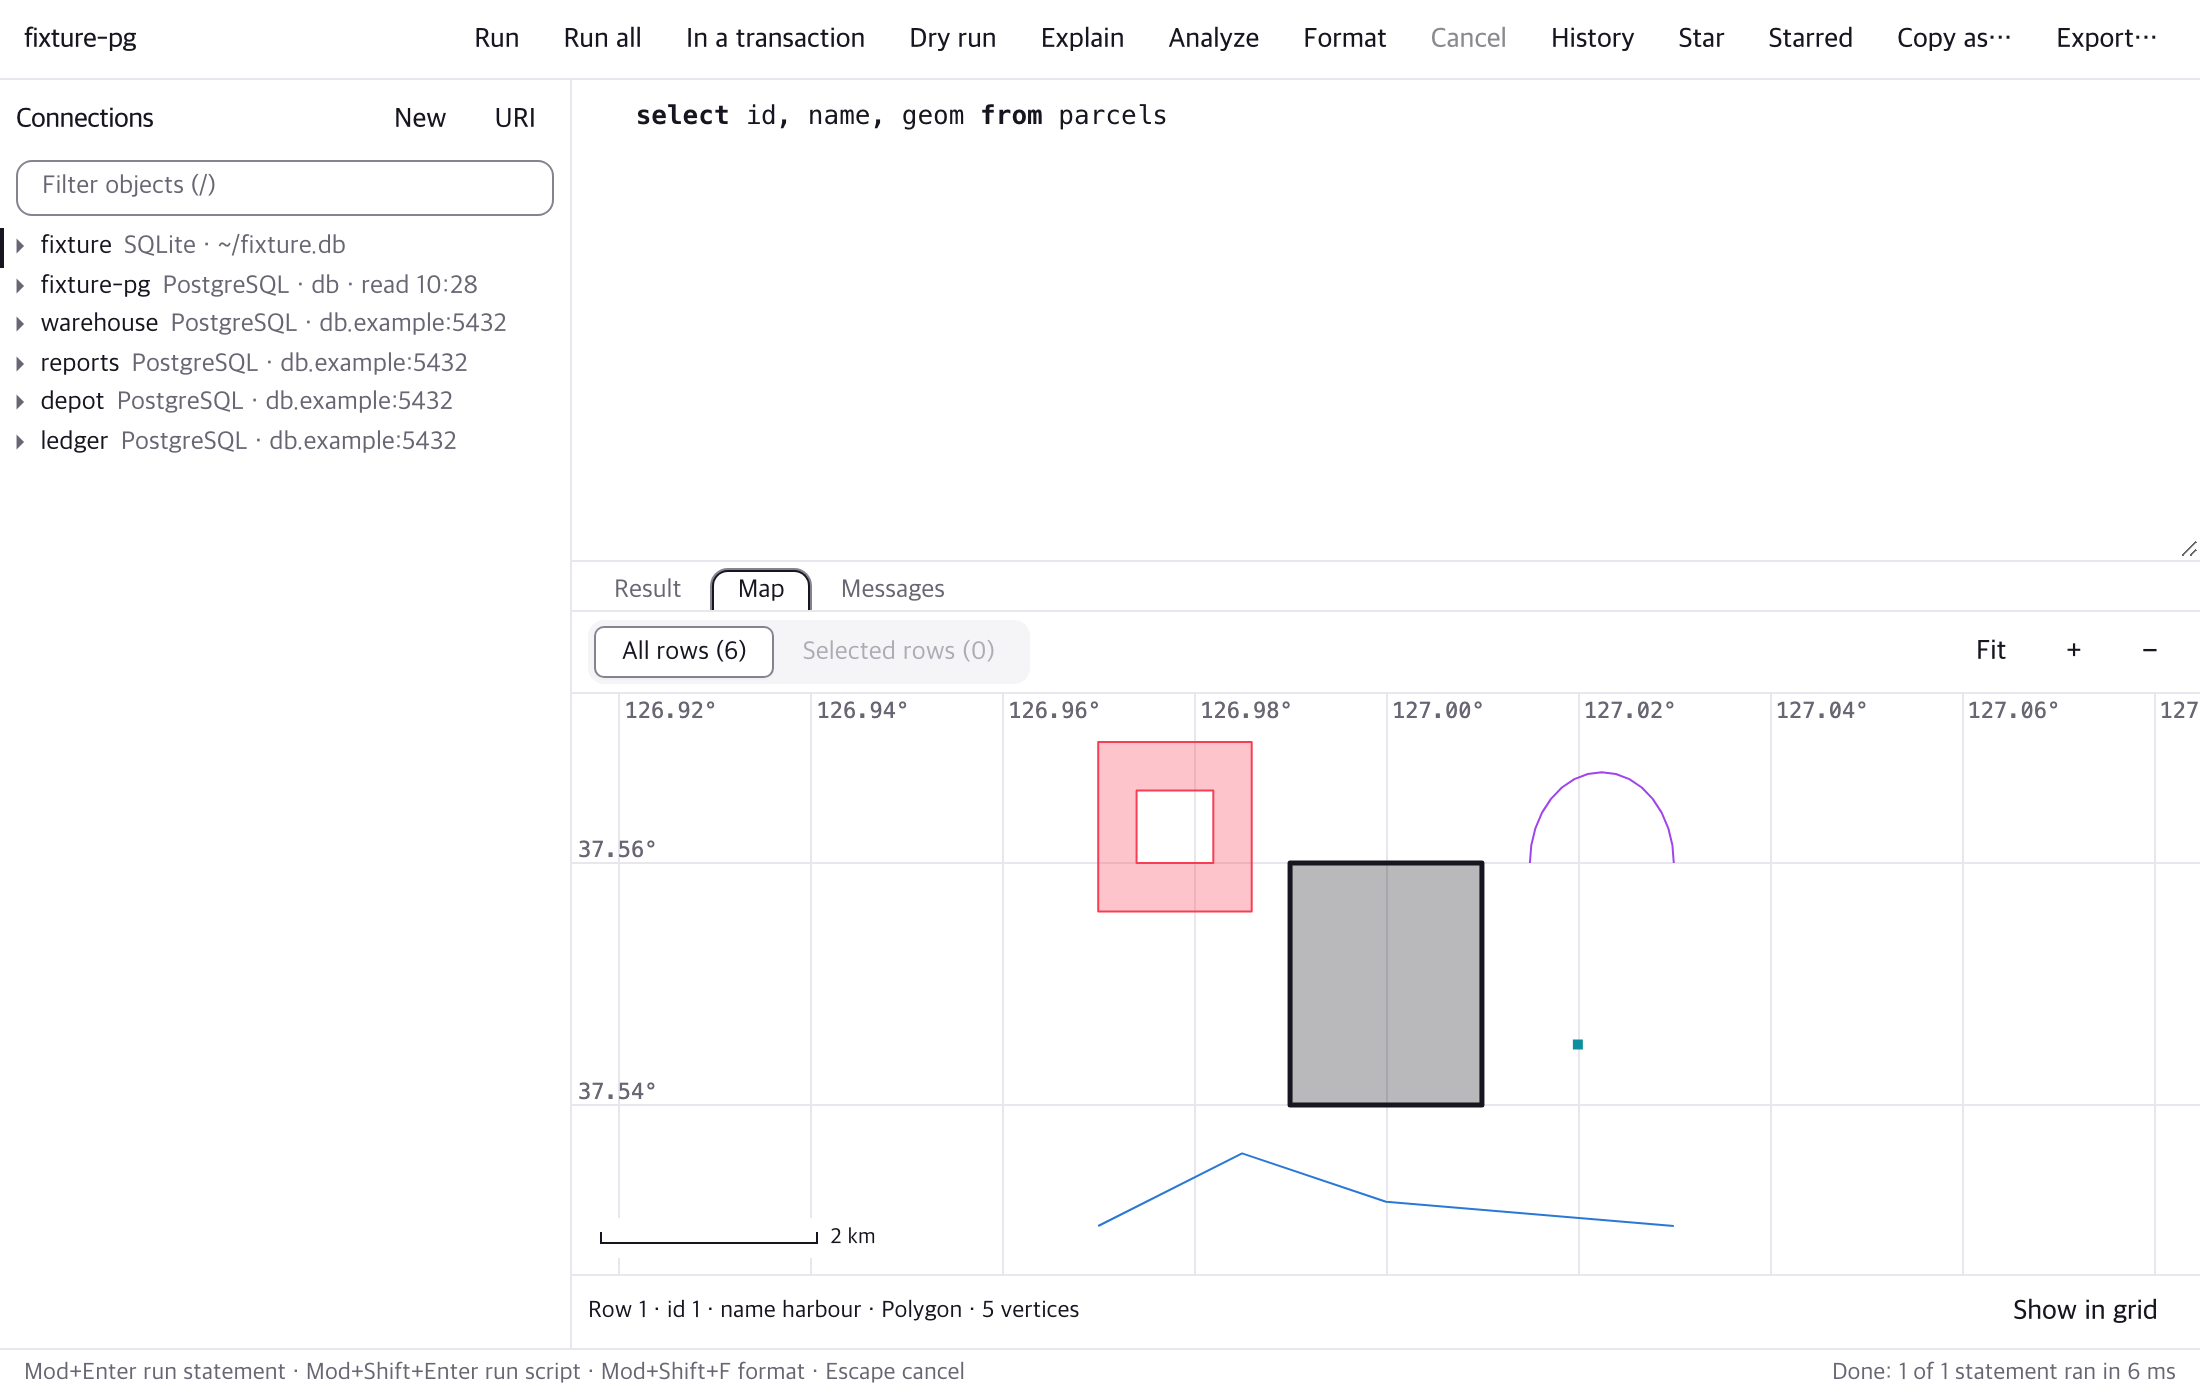 fixture-pg Run Run all In a transaction Dry run Explain Analyze Format Cancel History Star Starred Copy as··· Export···
Connections New URI
Filter objects (/)
fixture SQLite · ~/fixture.db
fixture-pg PostgreSQL · db · read 10:28
warehouse PostgreSQL · db.example:5432
reports PostgreSQL · db.example:5432
depot PostgreSQL · db.example:5432
ledger PostgreSQL · db.example:5432
select id, name, geom from parcels
Result Map Messages
All rows (6) Selected rows (0) Fit + −
126.92° 126.94° 126.96° 126.98° 127.00° 127.02° 127.04° 127.06° 127
37.56°
37.54°
2 km
Row 1 · id 1 · name harbour · Polygon · 5 vertices Show in grid
Mod+Enter run statement · Mod+Shift+Enter run script · Mod+Shift+F format · Escape cancel Done: 1 of 1 statement ran in 6 ms